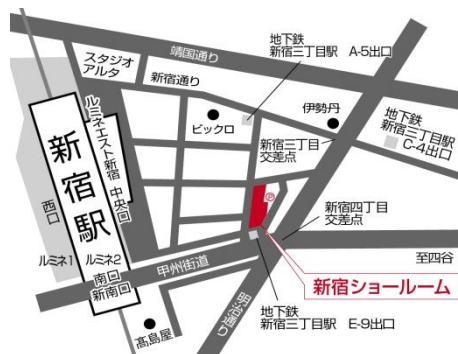 靖国通り
地下鉄
新宿三丁目駅 A-5出口
スタジオ
アルタ
新宿通り
ビックロ
伊勢丹
地下鉄
新宿三丁目駅
C-4出口
新宿三丁目
交差点
ルミネエスト新宿
中央口
新宿駅
西口
ルミネ1
ルミネ2
南口
新南口
甲州街道
P
新宿四丁目
交差点
至四谷
新宿ショールーム
明治通り
地下鉄
新宿三丁目駅 E-9出口
髙島屋